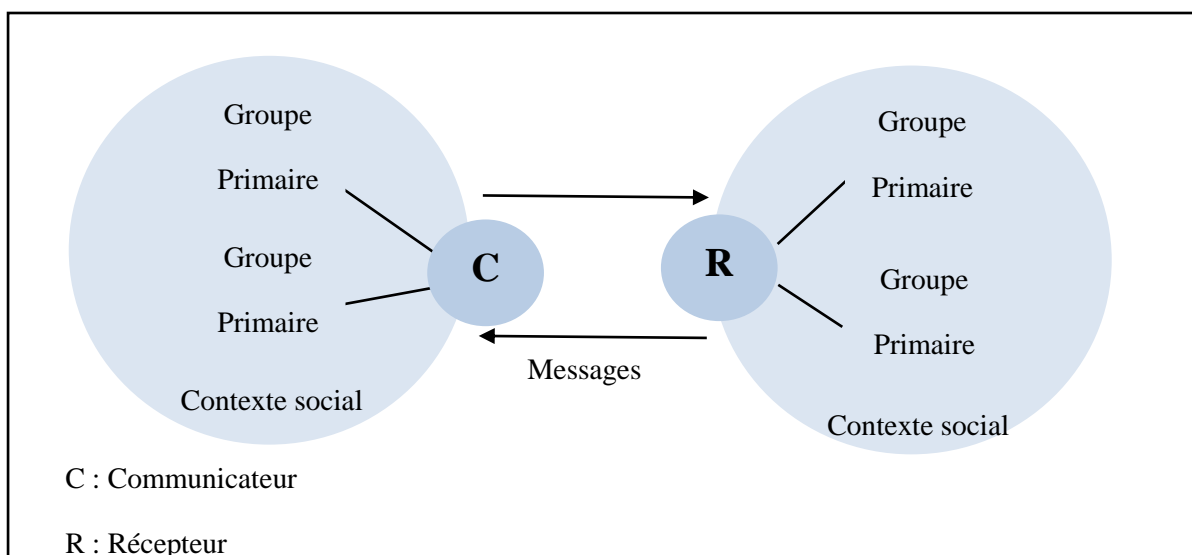 Groupe
Primaire
Groupe
Primaire
Contexte social
C
Messages
R
Groupe
Primaire
Groupe
Primaire
Contexte social
C : Communicateur
R : Récepteur